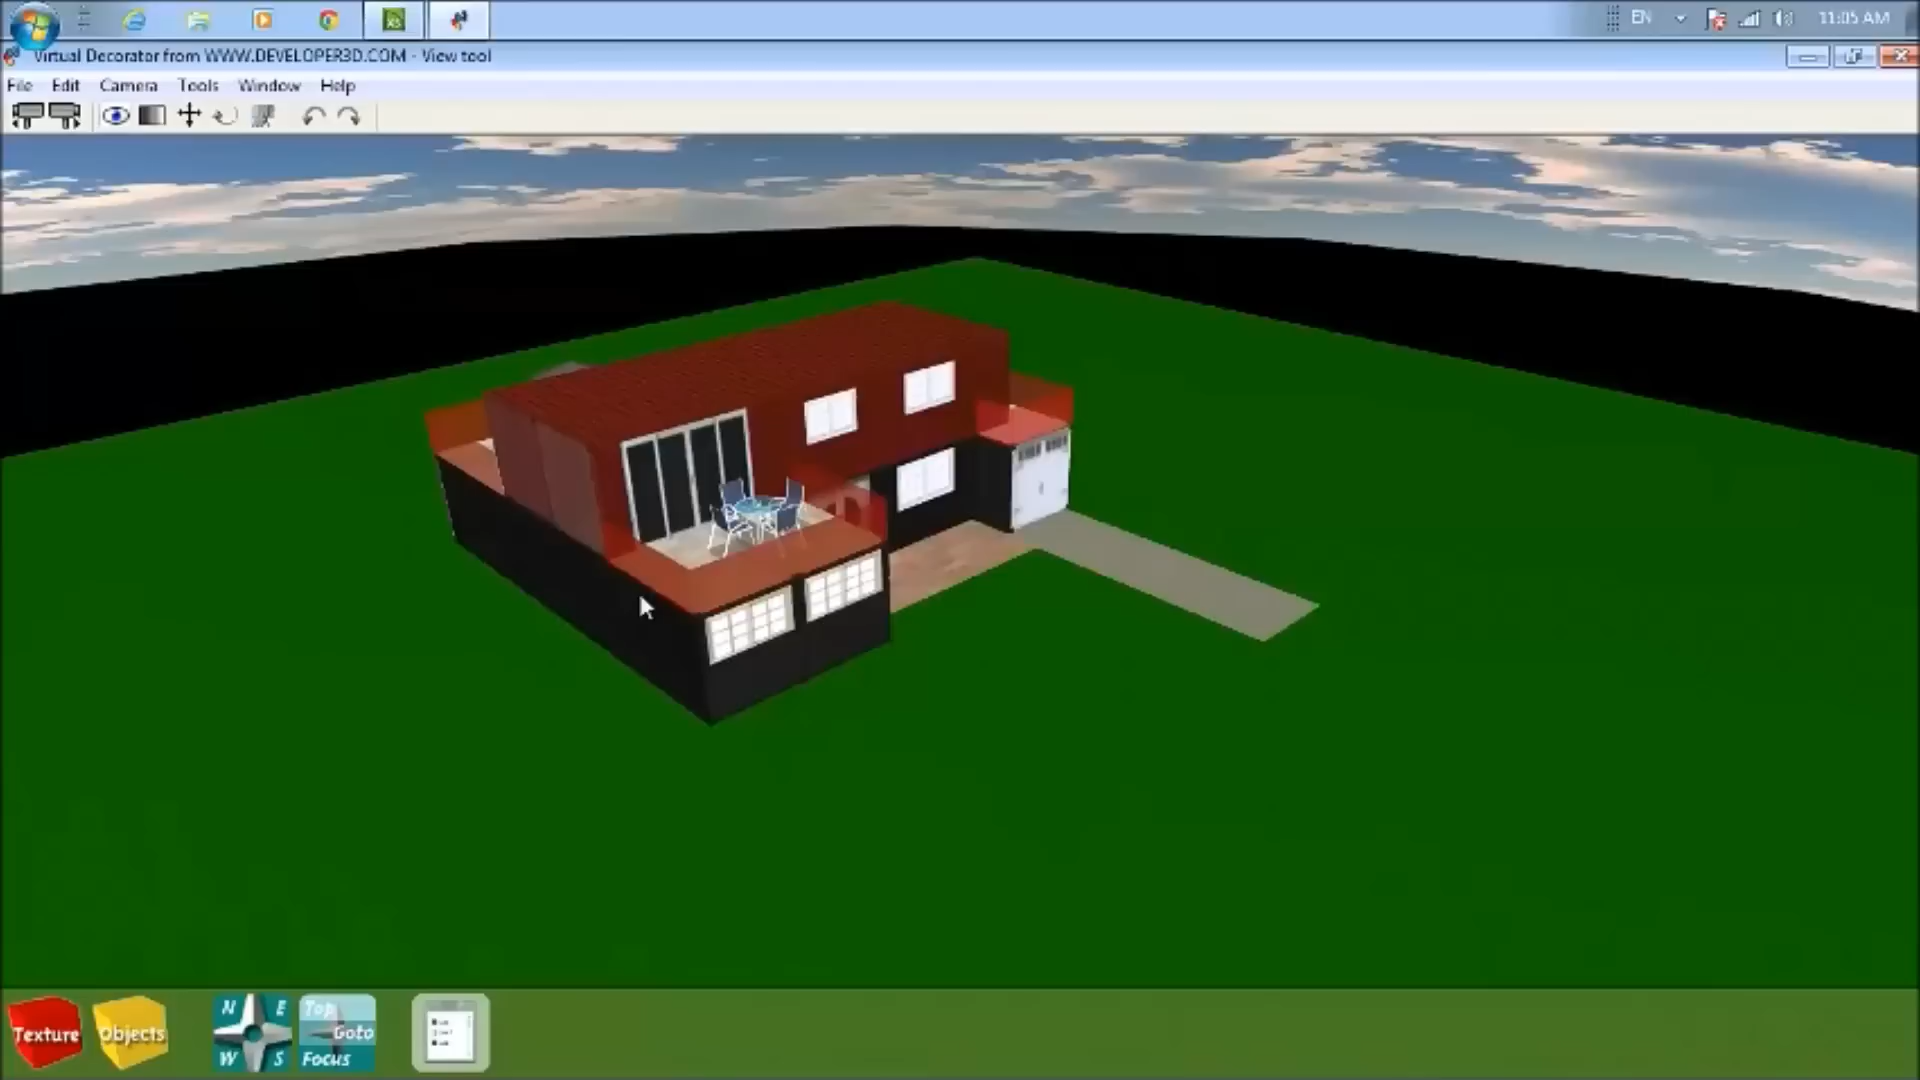 EN
11:05 AM
Virtual Decorator from WWW.DEVELOPER3D.COM - View tool
File Edit Camera Tools Window Help
Texture
Objects
N E
W S
Top
Goto
Focus